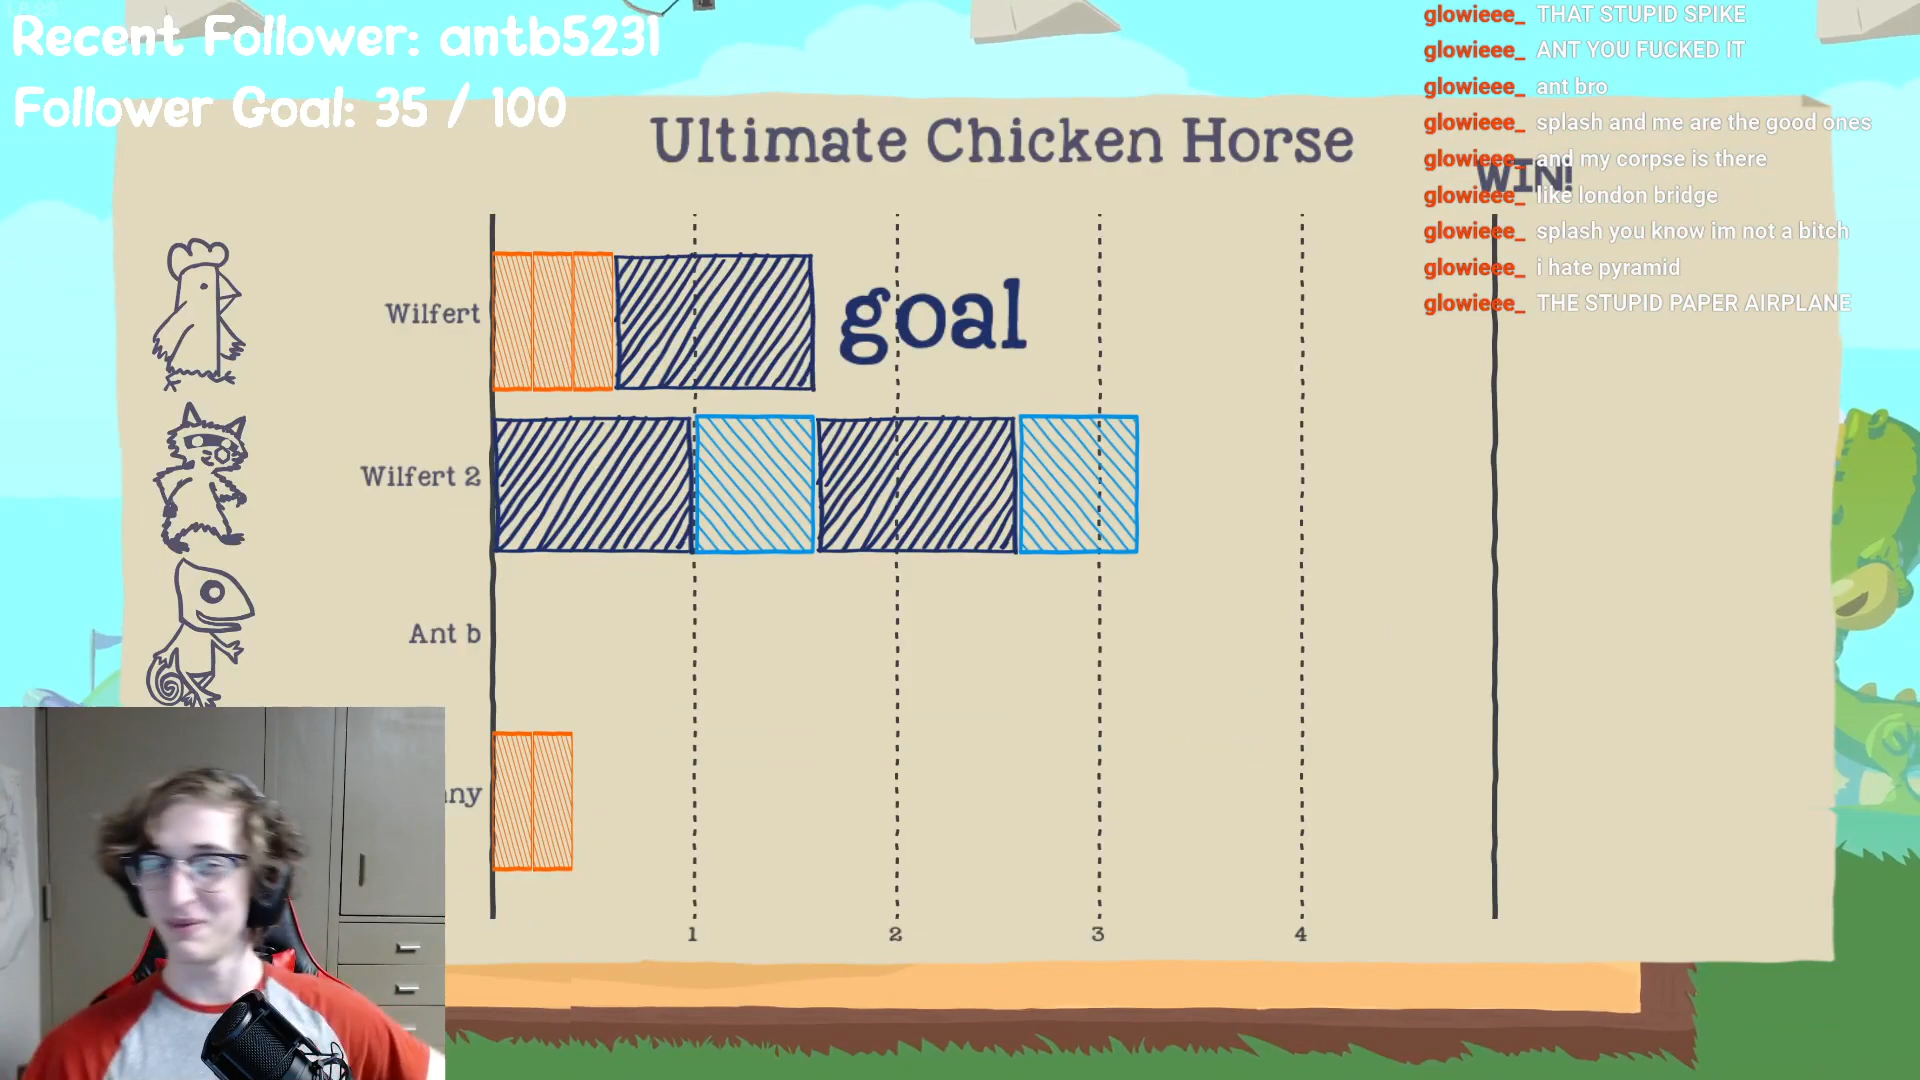 Recent Follower: antb5231
Follower Goal: 35 / 100
Ultimate Chicken Horse
WIN!
glowieee_ THAT STUPID SPIKE
glowieee_ ANT YOU FUCKED IT
glowieee_ ant bro
glowieee_ splash and me are the good ones
glowieee_ and my corpse is there
glowieee_ like london bridge
glowieee_ splash you know im not a bitch
glowieee_ i hate pyramid
glowieee_ THE STUPID PAPER AIRPLANE
Wilfert
goal
Wilfert 2
Ant b
ny
1 2 3 4